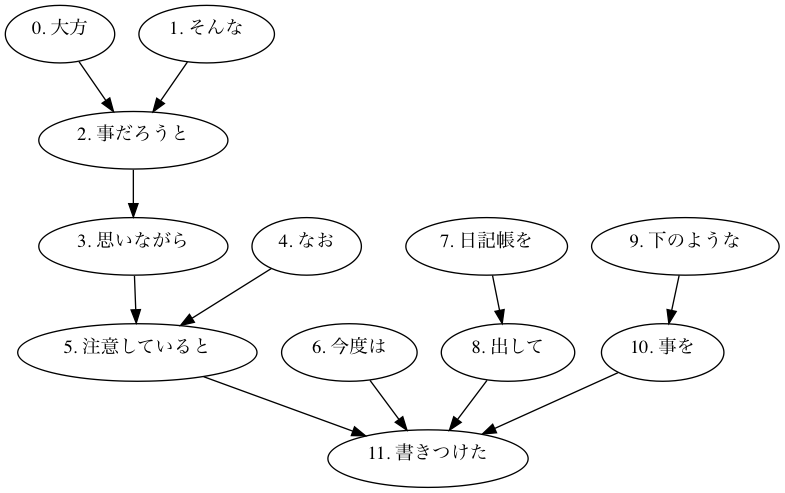 0. 大方
1. そんな
2. 事だろうと
3. 思いながら
4. なお
7. 日記帳を
9. 下のような
5. 注意していると
6. 今度は
8. 出して
10. 事を
11. 書きつけた